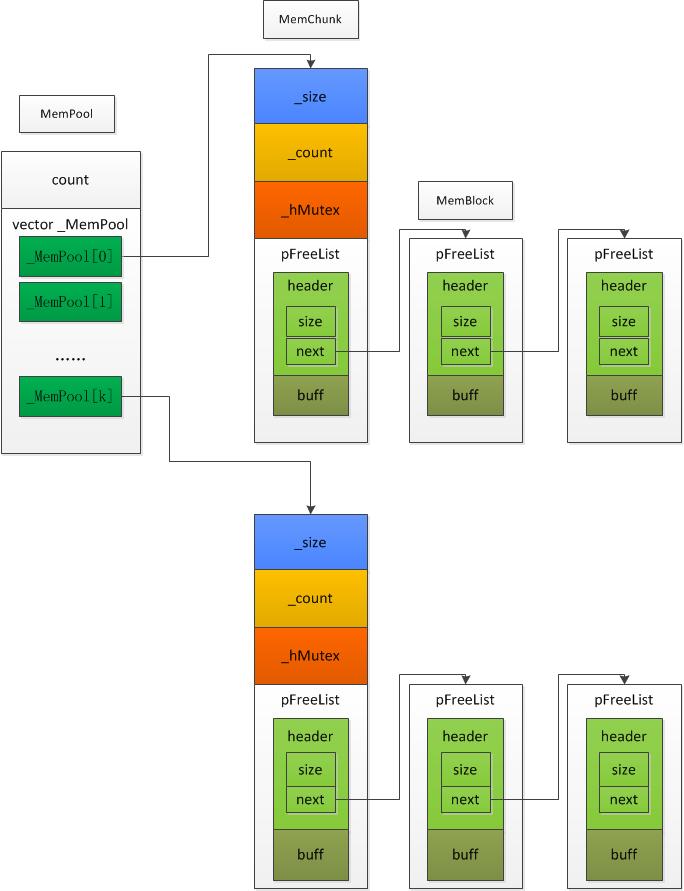 MemChunk
MemPool
count
vector _MemPool
_MemPool[0]
_MemPool[1]
......
_MemPool[k]
_size
_count
_hMutex
pFreeList
header
size
next
buff
MemBlock
pFreeList
header
size
next
buff
pFreeList
header
size
next
buff
_size
_count
_hMutex
pFreeList
header
size
next
buff
pFreeList
header
size
next
buff
pFreeList
header
size
next
buff